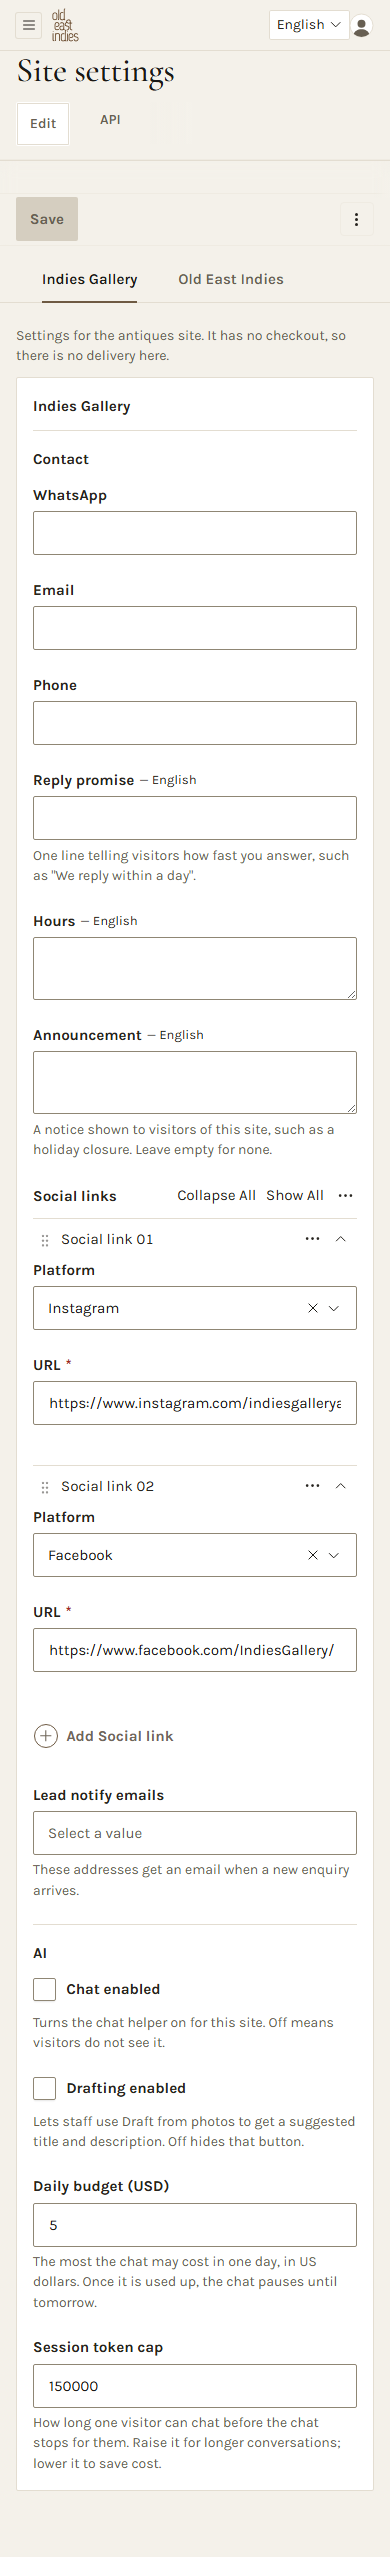 old
east
indies
English
Site settings
Edit
API
Save
Indies Gallery
Old East Indies
Settings for the antiques site. It has no checkout, so
there is no delivery here.
Indies Gallery
Contact
WhatsApp
Email
Phone
Reply promise — English
One line telling visitors how fast you answer, such
as "We reply within a day".
Hours — English
Announcement — English
A notice shown to visitors of this site, such as a
holiday closure. Leave empty for none.
Social links Collapse All Show All
Social link 01
Platform
Instagram
URL *
https://www.instagram.com/indiesgallerya
Social link 02
Platform
Facebook
URL *
https://www.facebook.com/IndiesGallery/
Add Social link
Lead notify emails
Select a value
These addresses get an email when a new enquiry
arrives.
AI
Chat enabled
Turns the chat helper on for this site. Off means
visitors do not see it.
Drafting enabled
Lets staff use Draft from photos to get a suggested
title and description. Off hides that button.
Daily budget (USD)
5
The most the chat may cost in one day, in US
dollars. Once it is used up, the chat pauses until
tomorrow.
Session token cap
150000
How long one visitor can chat before the chat
stops for them. Raise it for longer conversations;
lower it to save cost.